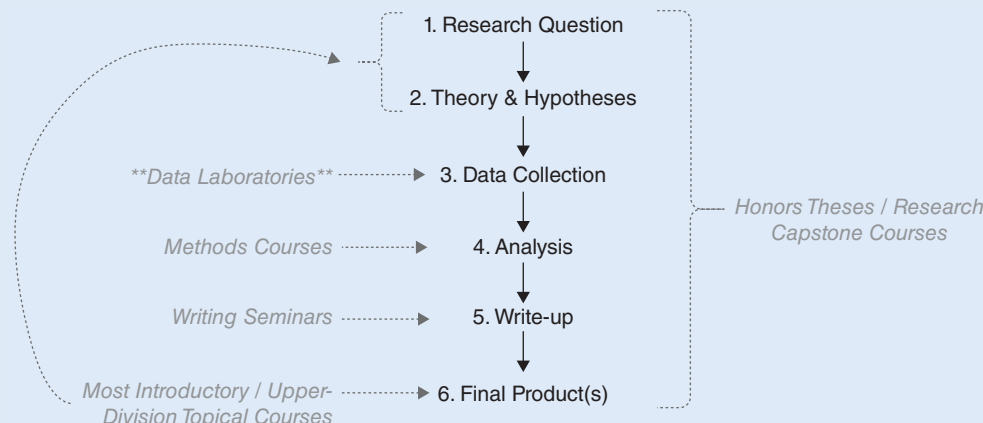 1. Research Question
2. Theory & Hypotheses
**Data Laboratories**
3. Data Collection
Honors Theses / Research
Capstone Courses
Methods Courses
4. Analysis
Writing Seminars
5. Write-up
Most Introductory / Upper-
Division Topical Courses
6. Final Product(s)